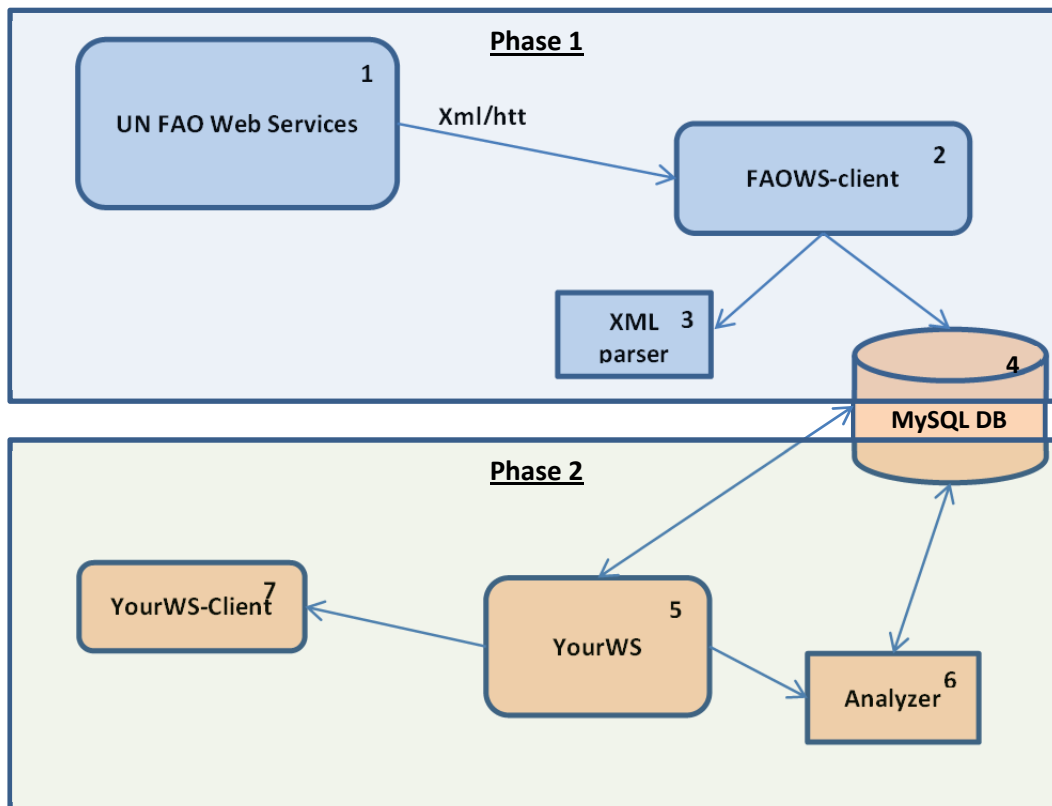 Phase 1
1
UN FAO Web Services
Xml/htt
2
FAOWS-client
3
XML
parser
4
MySQL DB
Phase 2
7
YourWS-Client
5
YourWS
6
Analyzer